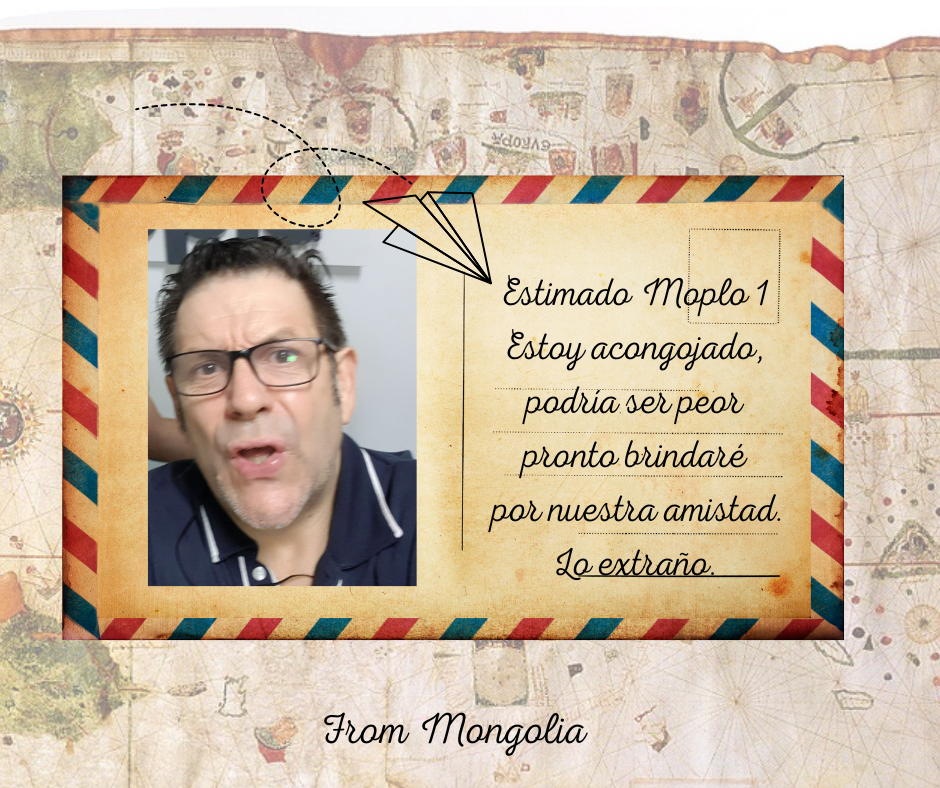 Estimado Moplo 1
Estoy acongojado,
podría ser peor
pronto brindaré
por nuestra amistad.
Lo extraño.
From Mongolia